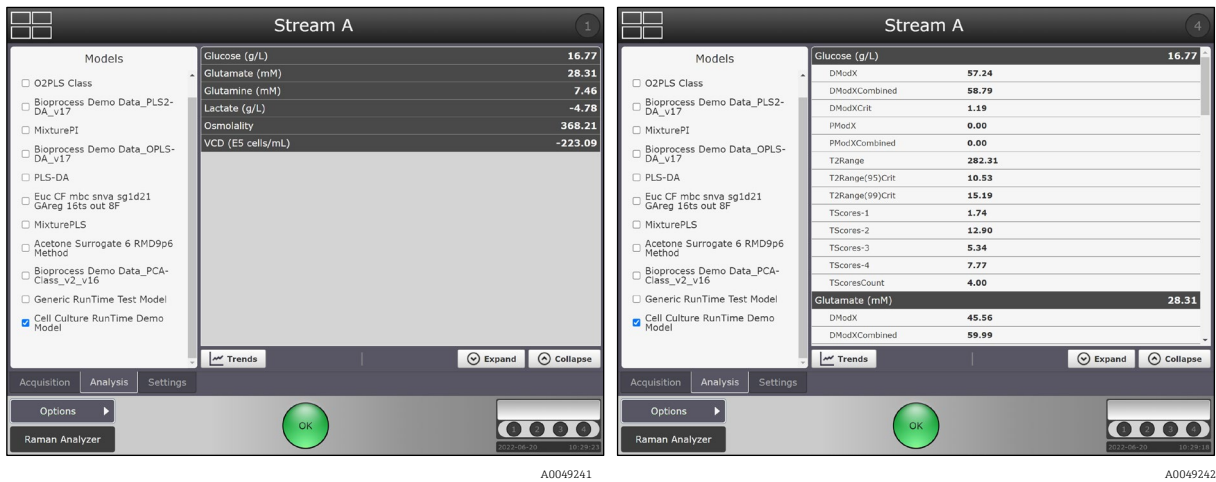 Stream A
1
Models
O2PLS Class
Bioprocess Demo Data_PLS2-
DA_v17
MixturePI
Bioprocess Demo Data_OPLS-
DA_v17
PLS-DA
Euc CF mbc snva sg1d21
GAreg 16ts out 8F
MixturePLS
Acetone Surrogate 6 RMD9p6
Method
Bioprocess Demo Data_PCA-
Class_v2_v16
Generic RunTime Test Model
Cell Culture RunTime Demo
Model
Glucose (g/L) 16.77
Glutamate (mM) 28.31
Glutamine (mM) 7.46
Lactate (g/L) -4.78
Osmolality 368.21
VCD (E5 cells/mL) -223.09
Trends
Expand
Collapse
Acquisition Analysis Settings
Options
Raman Analyzer
OK
1 2 3 4
2022-06-20 10:29:23
A0049241
Stream A
4
Models
O2PLS Class
Bioprocess Demo Data_PLS2-
DA_v17
MixturePI
Bioprocess Demo Data_OPLS-
DA_v17
PLS-DA
Euc CF mbc snva sg1d21
GAreg 16ts out 8F
MixturePLS
Acetone Surrogate 6 RMD9p6
Method
Bioprocess Demo Data_PCA-
Class_v2_v16
Generic RunTime Test Model
Cell Culture RunTime Demo
Model
Glucose (g/L) 16.77
DModX 57.24
DModXCombined 58.79
DModXCrit 1.19
PModX 0.00
PModXCombined 0.00
T2Range 282.31
T2Range(95)Crit 10.53
T2Range(99)Crit 15.19
TScores-1 1.74
TScores-2 12.90
TScores-3 5.34
TScores-4 7.77
TScoresCount 4.00
Glutamate (mM) 28.31
DModX 45.56
DModXCombined 59.99
Trends
Expand
Collapse
Acquisition Analysis Settings
Options
Raman Analyzer
OK
1 2 3 4
2022-06-20 10:29:18
A0049242